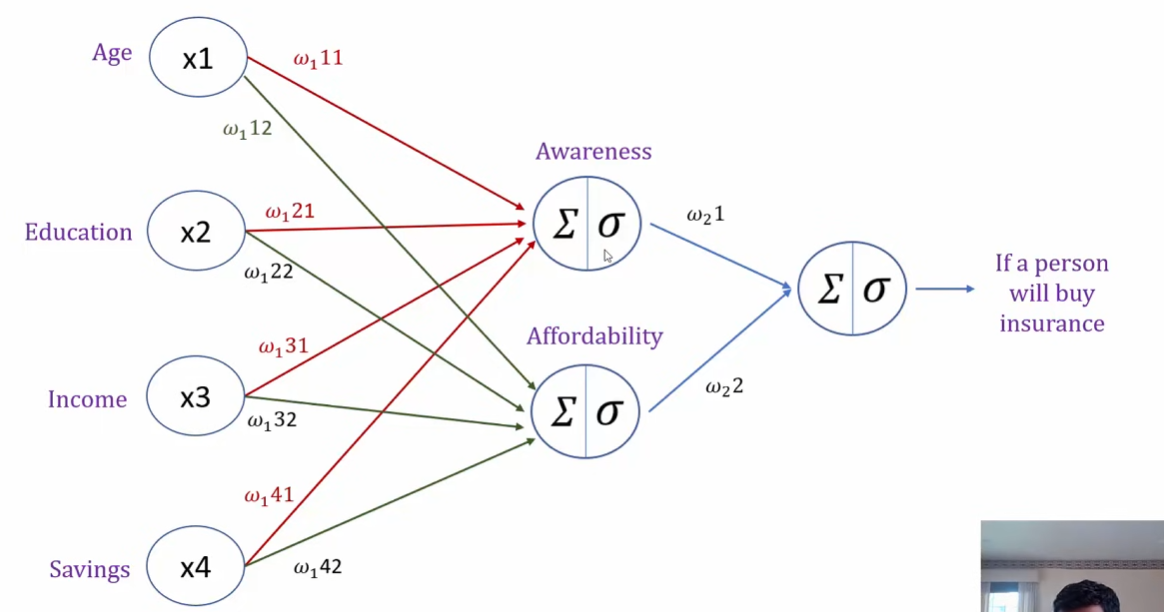 Age
x1
ω₁11
ω₁12
Education
x2
ω₁21
ω₁22
Income
x3
ω₁31
ω₁32
Savings
x4
ω₁41
ω₁42
Awareness
Σ σ
Affordability
Σ σ
ω₂1
ω₂2
Σ σ
If a person
will buy
insurance